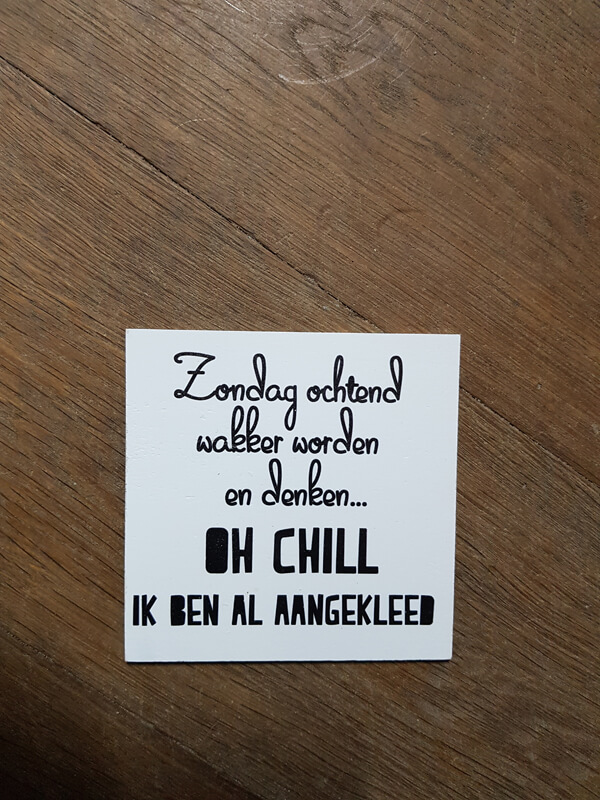 Zondag ochtend
wakker worden
en denken...
OH CHILL
IK BEN AL AANGEKLEED